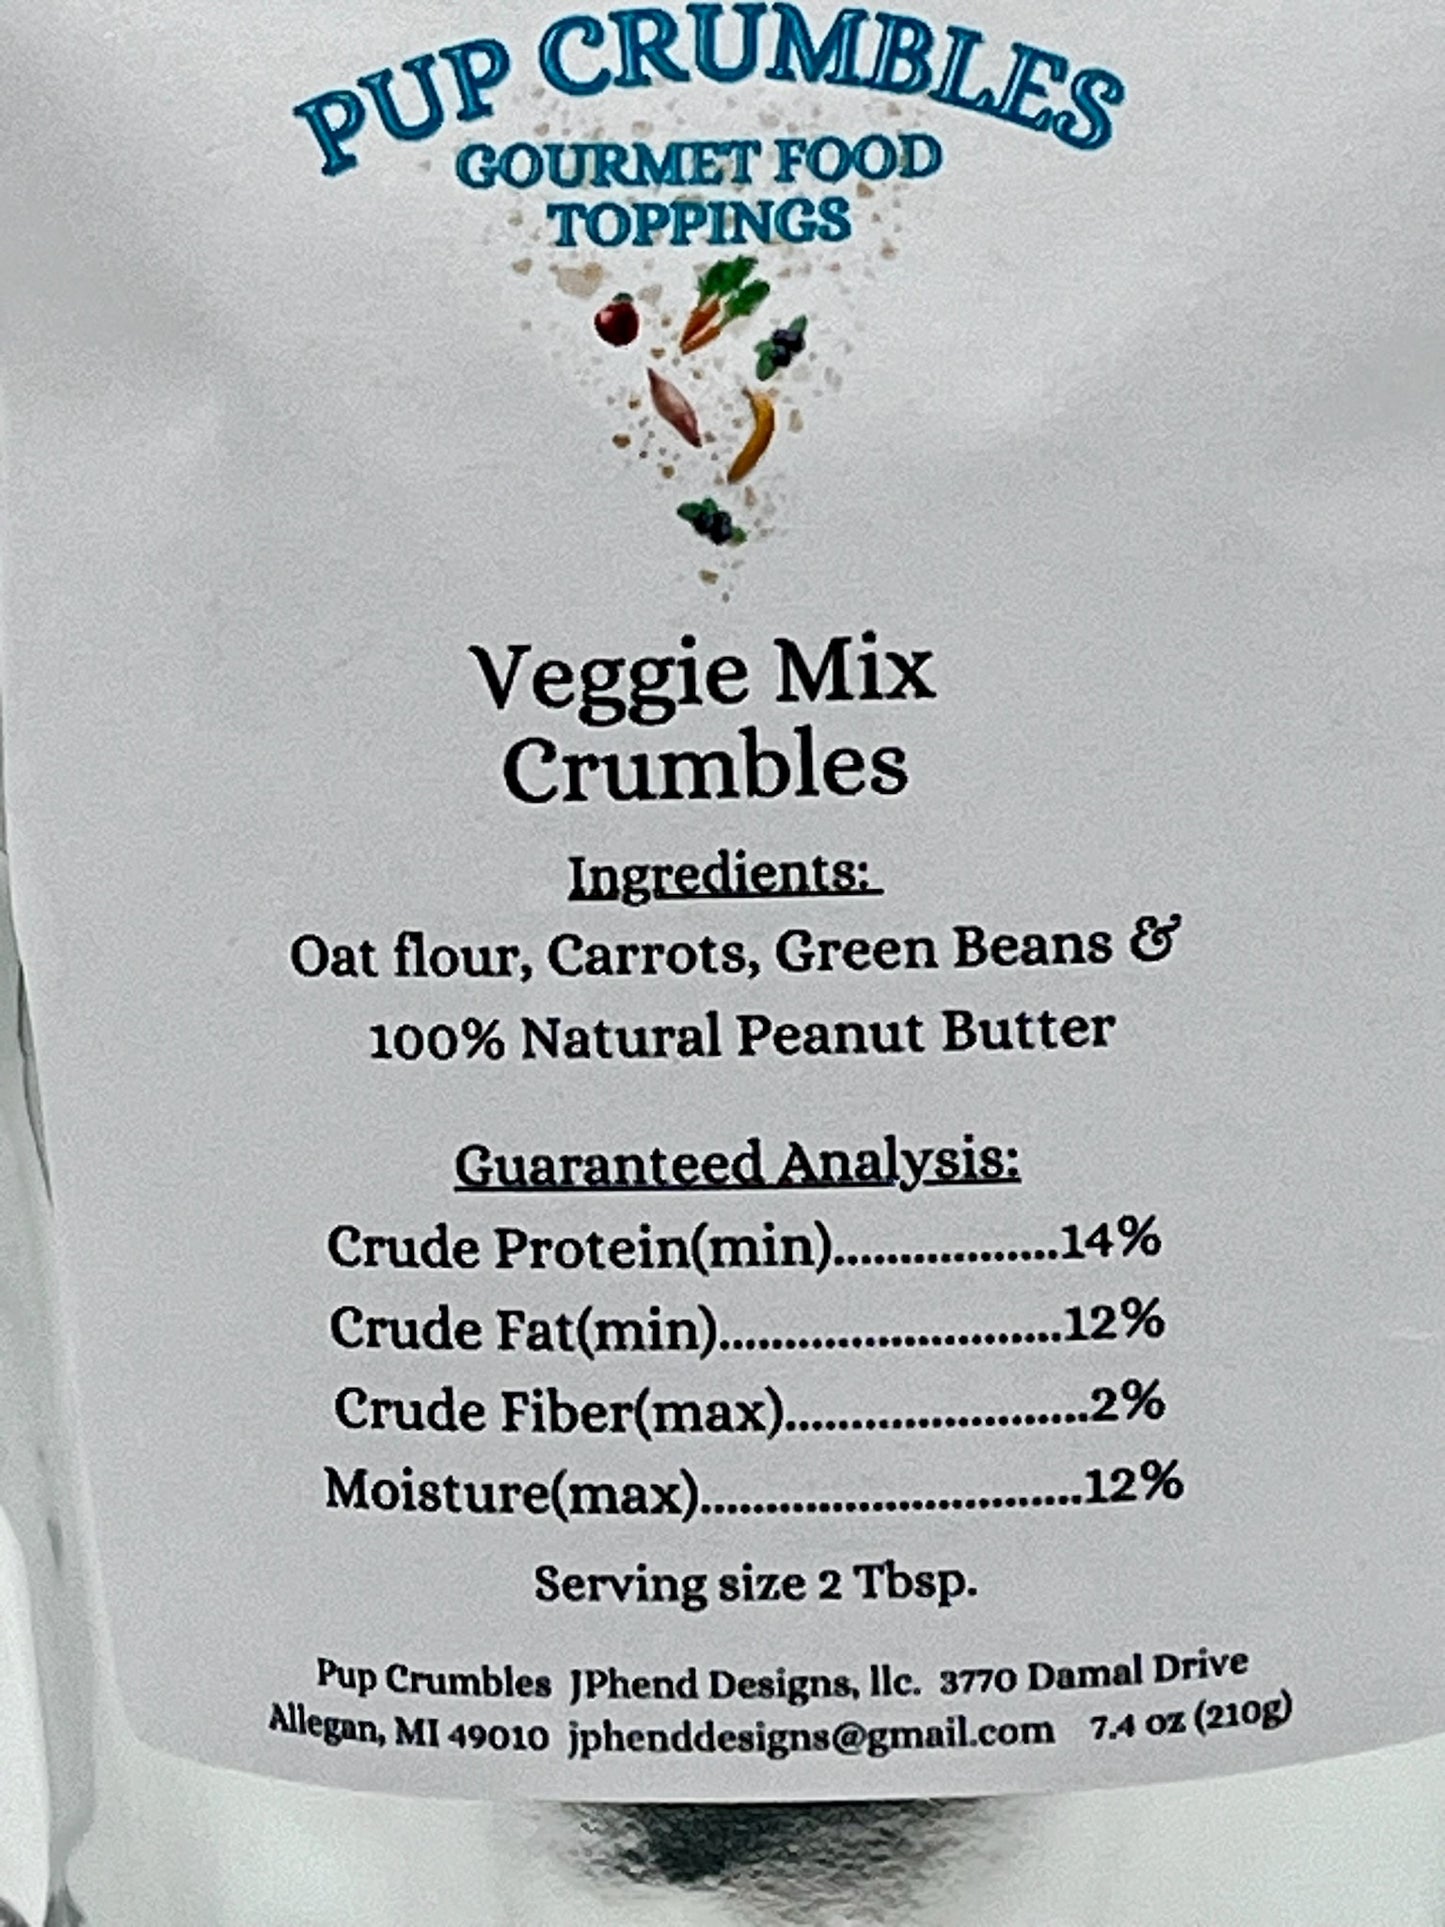 PUP CRUMBLES
GOURMET FOOD
TOPPINGS
Veggie Mix
Crumbles
Ingredients:
Oat flour, Carrots, Green Beans &
100% Natural Peanut Butter
Guaranteed Analysis:
Crude Protein(min).................14%
Crude Fat(min)..........................12%
Crude Fiber(max).......................2%
Moisture(max).............................12%
Serving size 2 Tbsp.
Pup Crumbles JPhend Designs, llc. 3770 Damal Drive
Allegan, MI 49010 jphenddesigns@gmail.com 7.4 oz (210g)